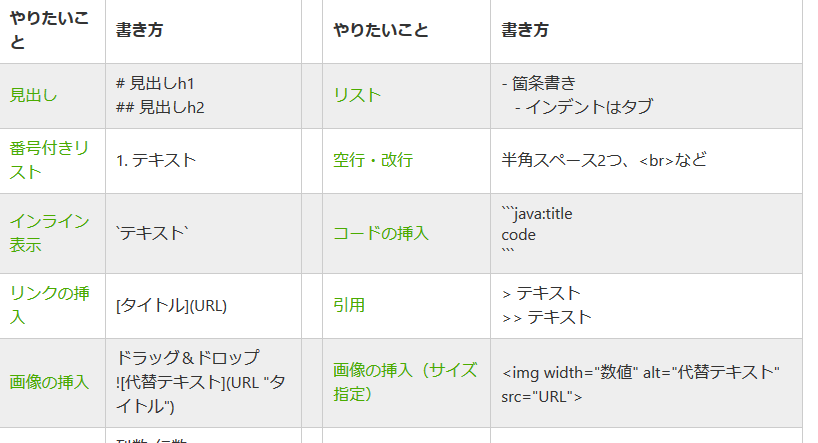 やりたいこ
と
書き方
やりたいこと
書き方
見出し
# 見出しh1
## 見出しh2
リスト
- 箇条書き
- インデントはタブ
番号付きリ
スト
1. テキスト
空行・改行
半角スペース2つ、<br>など
インライン
表示
`テキスト`
コードの挿入
```java:title
code
```
リンクの挿
入
[タイトル](URL)
引用
> テキスト
>> テキスト
画像の挿入
ドラッグ＆ドロップ
![代替テキスト](URL "タ
イトル")
画像の挿入（サイズ
指定）
<img width="数値" alt="代替テキスト"
src="URL">